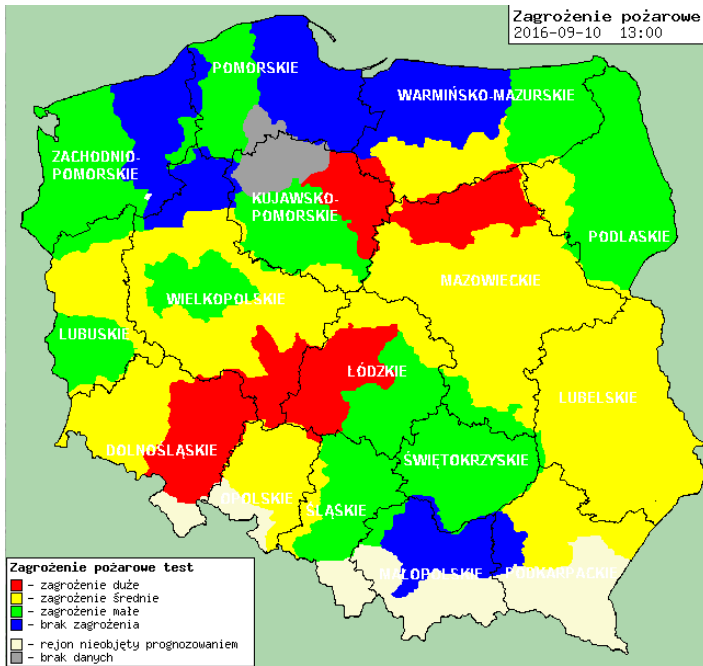 Zagrożenie pożarowe
2016-09-10 13:00
POMORSKIE
WARMIŃSKO-MAZURSKIE
ZACHODNIO-
POMORSKIE
KUJAWSKO-
POMORSKIE
PODLASKIE
MAZOWIECKIE
WIELKOPOLSKIE
LUBUSKIE
ŁÓDZKIE
LUBELSKIE
DOLNOŚLĄSKIE
ŚWIĘTOKRZYSKIE
OPOLSKIE
ŚLĄSKIE
MAŁOPOLSKIE
PODKARPACKIE
Zagrożenie pożarowe test
– zagrożenie duże
– zagrożenie średnie
– zagrożenie małe
– brak zagrożenia
– rejon nieobjęty prognozowaniem
– brak danych